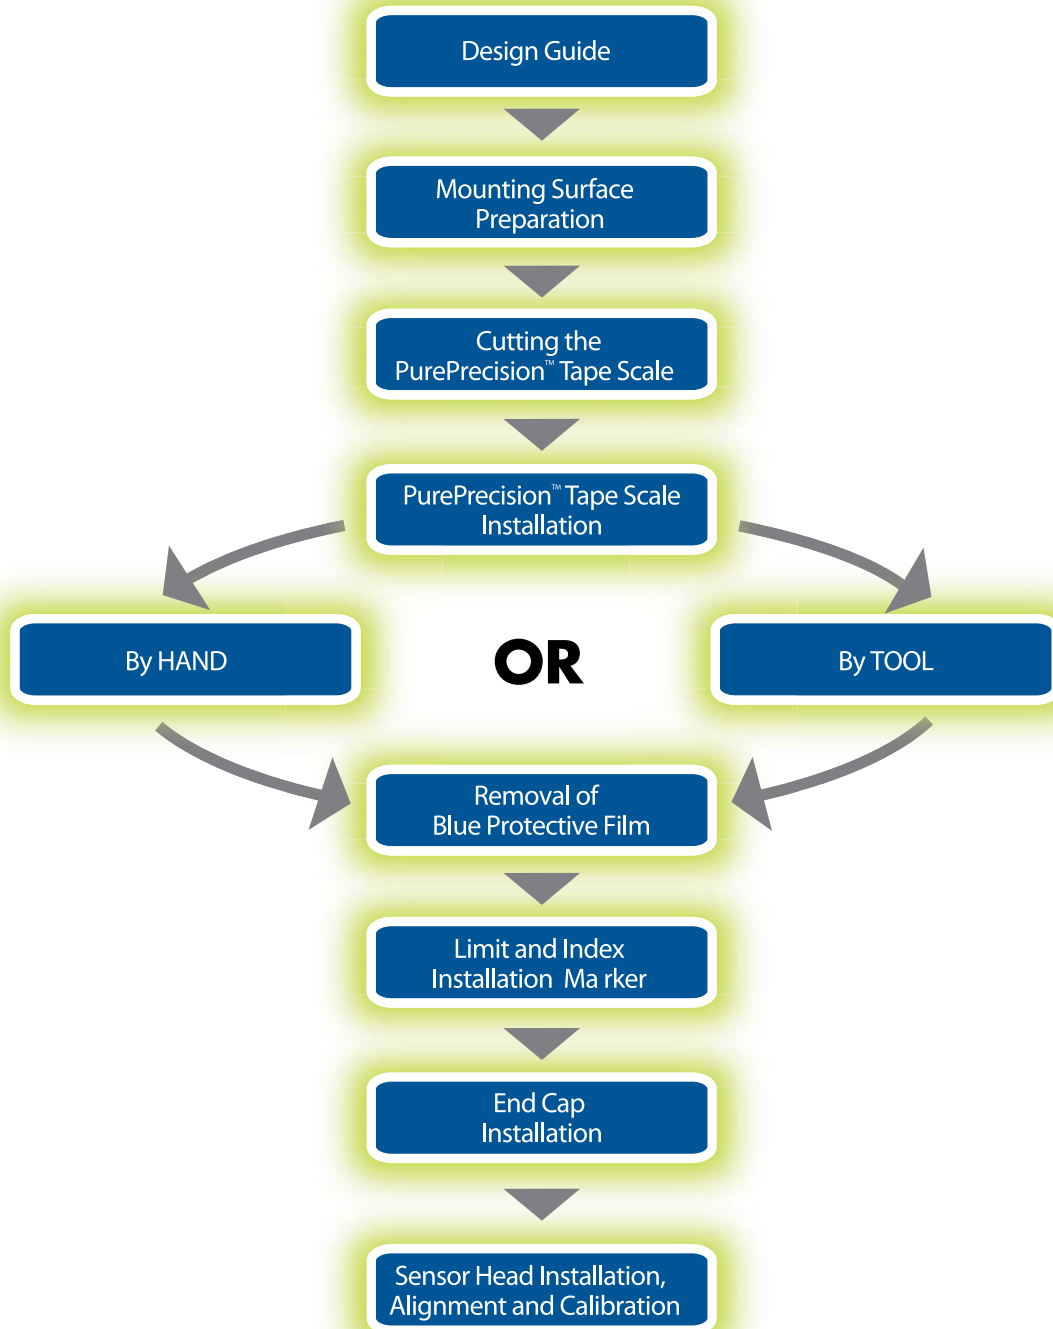 Design Guide
Mounting Surface
Preparation
Cutting the
PurePrecision™ Tape Scale
PurePrecision™ Tape Scale
Installation
By HAND
OR
By TOOL
Removal of
Blue Protective Film
Limit and Index
Installation Ma rker
End Cap
Installation
Sensor Head Installation,
Alignment and Calibration